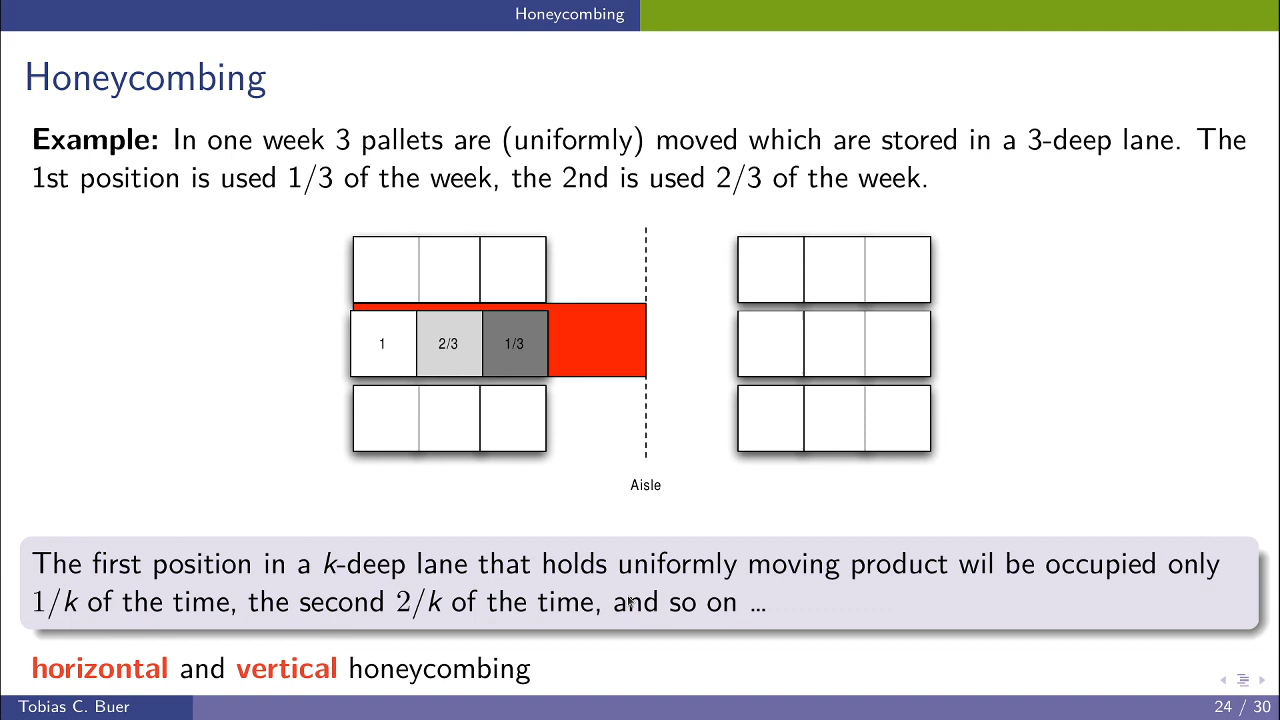 Honeycombing
Honeycombing
Example: In one week 3 pallets are (uniformly) moved which are stored in a 3-deep lane. The
1st position is used 1/3 of the week, the 2nd is used 2/3 of the week.
1 2/3 1/3
Aisle
The first position in a k-deep lane that holds uniformly moving product wil be occupied only
1/k of the time, the second 2/k of the time, and so on ...
horizontal and vertical honeycombing
Tobias C. Buer 24 / 30